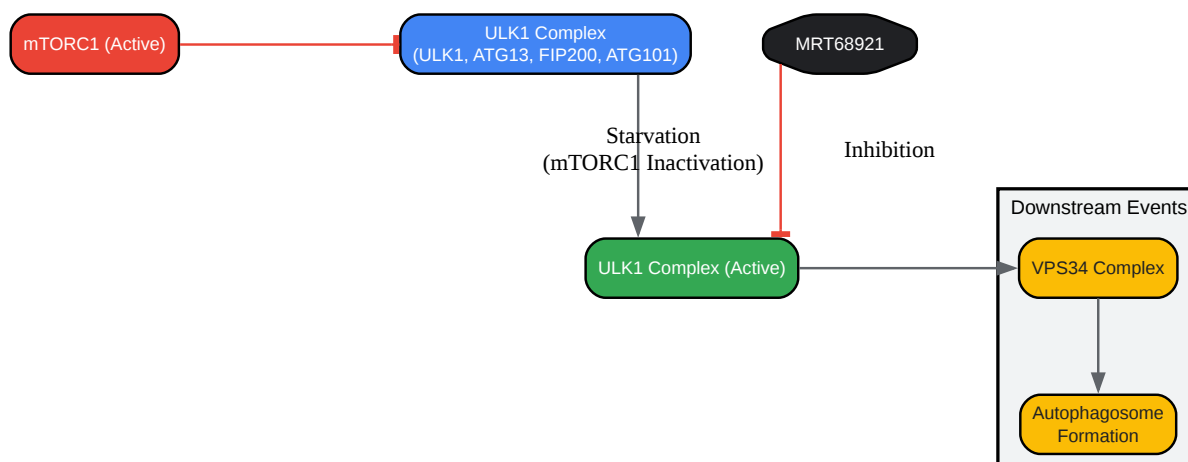 mTORC1 (Active)
ULK1 Complex
(ULK1, ATG13, FIP200, ATG101)
MRT68921
Starvation
(mTORC1 Inactivation)
Inhibition
Downstream Events
ULK1 Complex (Active)
VPS34 Complex
Autophagosome
Formation